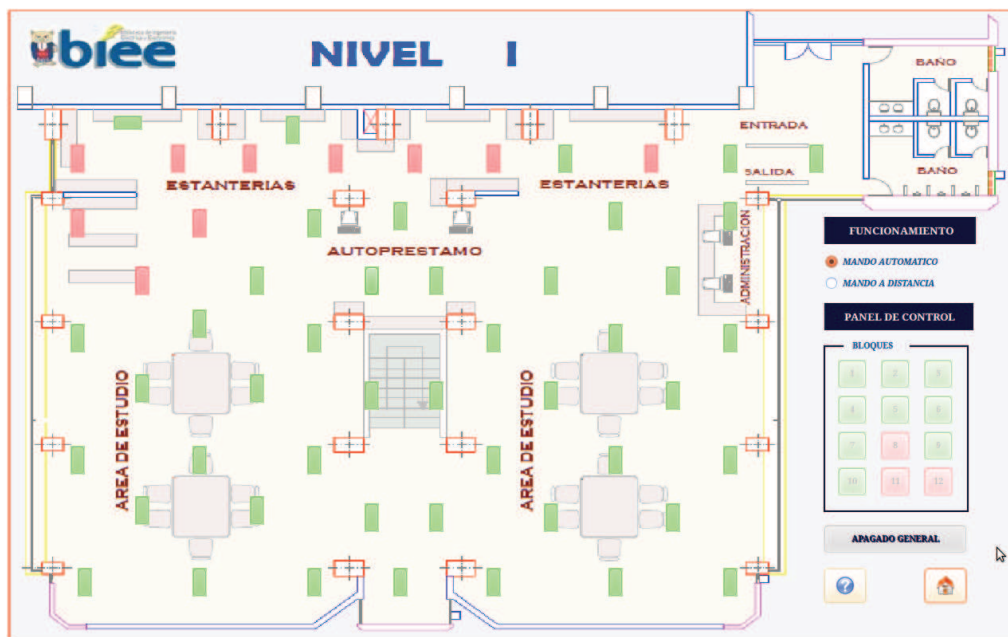 biee
NIVEL I
BAÑO
ENTRADA
SALIDA
BAÑO
ESTANTERIAS
ESTANTERIAS
AUTOPRESTAMO
ADMINISTRACION
AREA DE ESTUDIO
AREA DE ESTUDIO
FUNCIONAMIENTO
MANDO AUTOMATICO
MANDO A DISTANCIA
PANEL DE CONTROL
BLOQUES
1 2 3
4 5 6
7 8 9
10 11 12
APAGADO GENERAL
?